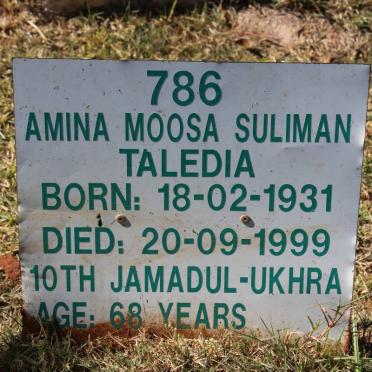 786
AMINA MOOSA SULIMAN
TALEDIA
BORN: 18-02-1931
DIED: 20-09-1999
10TH JAMADUL-UKHRA
AGE: 68 YEARS